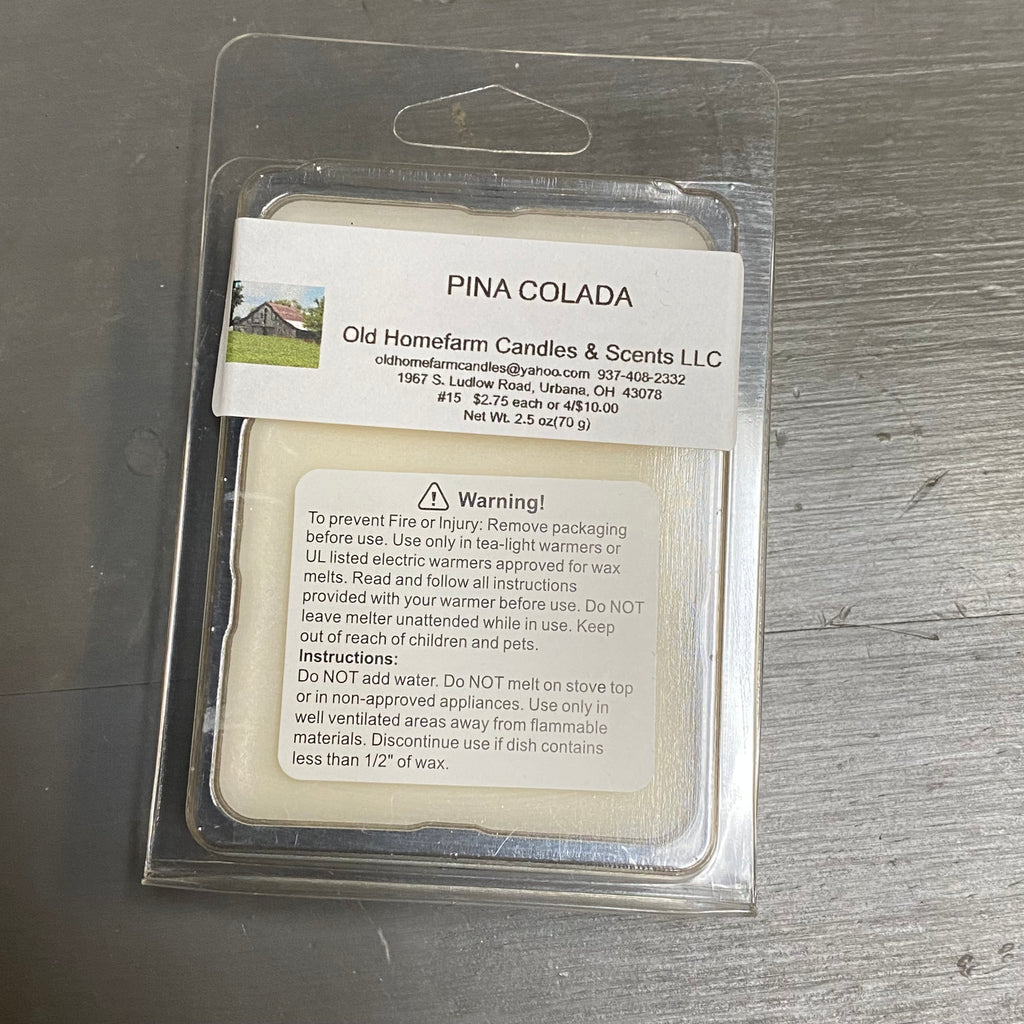 PINA COLADA
Old Homefarm Candles & Scents LLC
oldhomefarmcandles@yahoo.com 937-408-2332
1967 S. Ludlow Road, Urbana, OH 43078
#15 $2.75 each or 4/$10.00
Net Wt. 2.5 oz(70 g)
Warning!
To prevent Fire or Injury: Remove packaging
before use. Use only in tea-light warmers or
UL listed electric warmers approved for wax
melts. Read and follow all instructions
provided with your warmer before use. Do NOT
leave melter unattended while in use. Keep
out of reach of children and pets.
Instructions:
Do NOT add water. Do NOT melt on stove top
or in non-approved appliances. Use only in
well ventilated areas away from flammable
materials. Discontinue use if dish contains
less than 1/2" of wax.